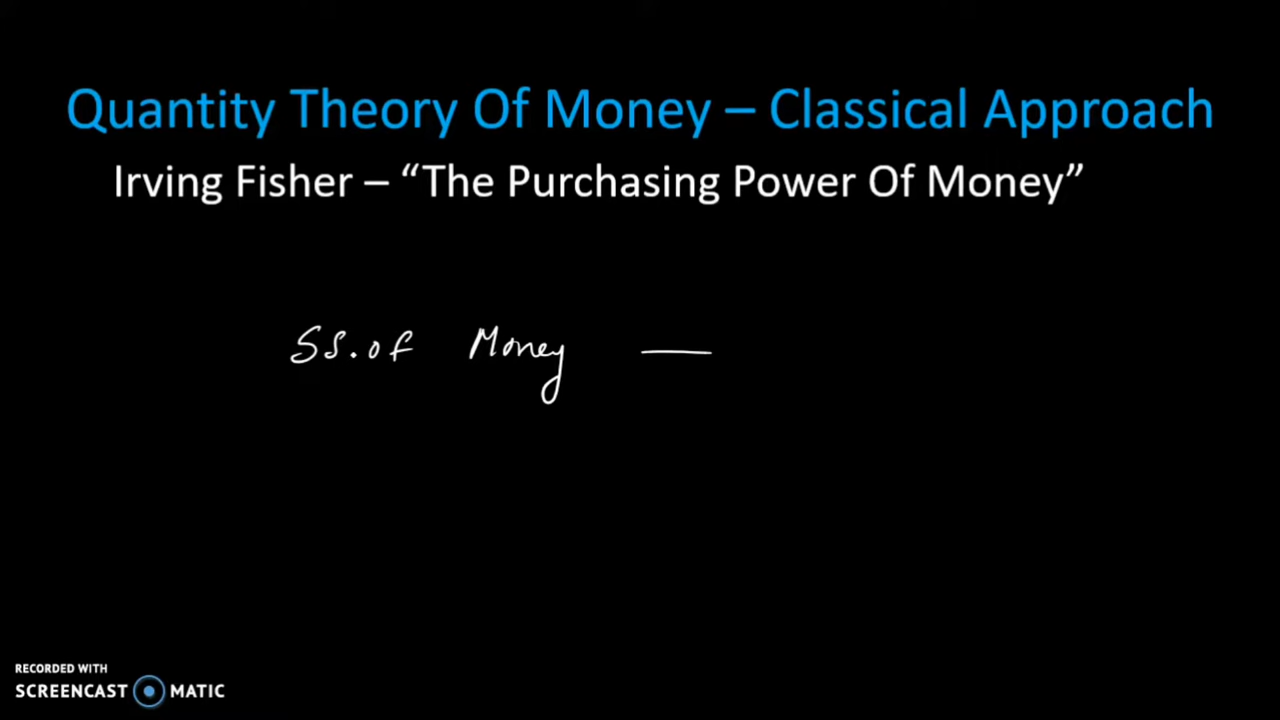 Quantity Theory Of Money – Classical Approach
Irving Fisher – “The Purchasing Power Of Money”
SS. of Money —
RECORDED WITH
SCREENCAST MATIC